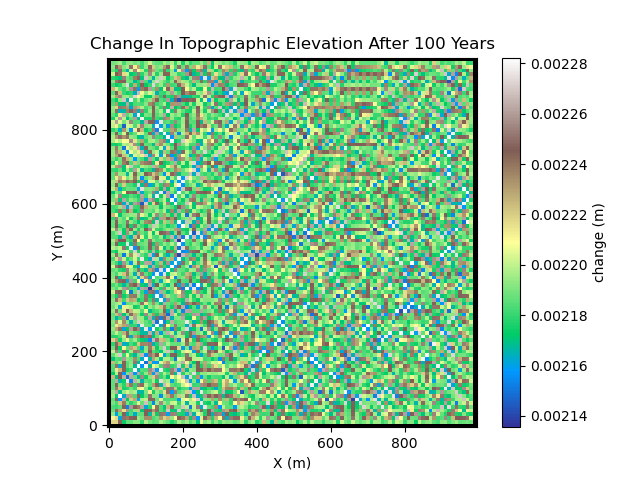 Change In Topographic Elevation After 100 Years
0.00228
0.00226
0.00224
0.00222
0.00220
0.00218
0.00216
0.00214
change (m)
800
600
400
200
0
Y (m)
0 200 400 600 800
X (m)